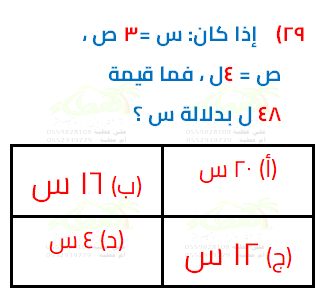 ٢٩) إذا كان: س = ٣ ص ،
ص = ٤ل ، فما قيمة
٤٨ ل بدلالة س ؟
(أ) ٢٠ س
(ب) ١٦ س
(ج) ١٢ س
(د) ٤ س